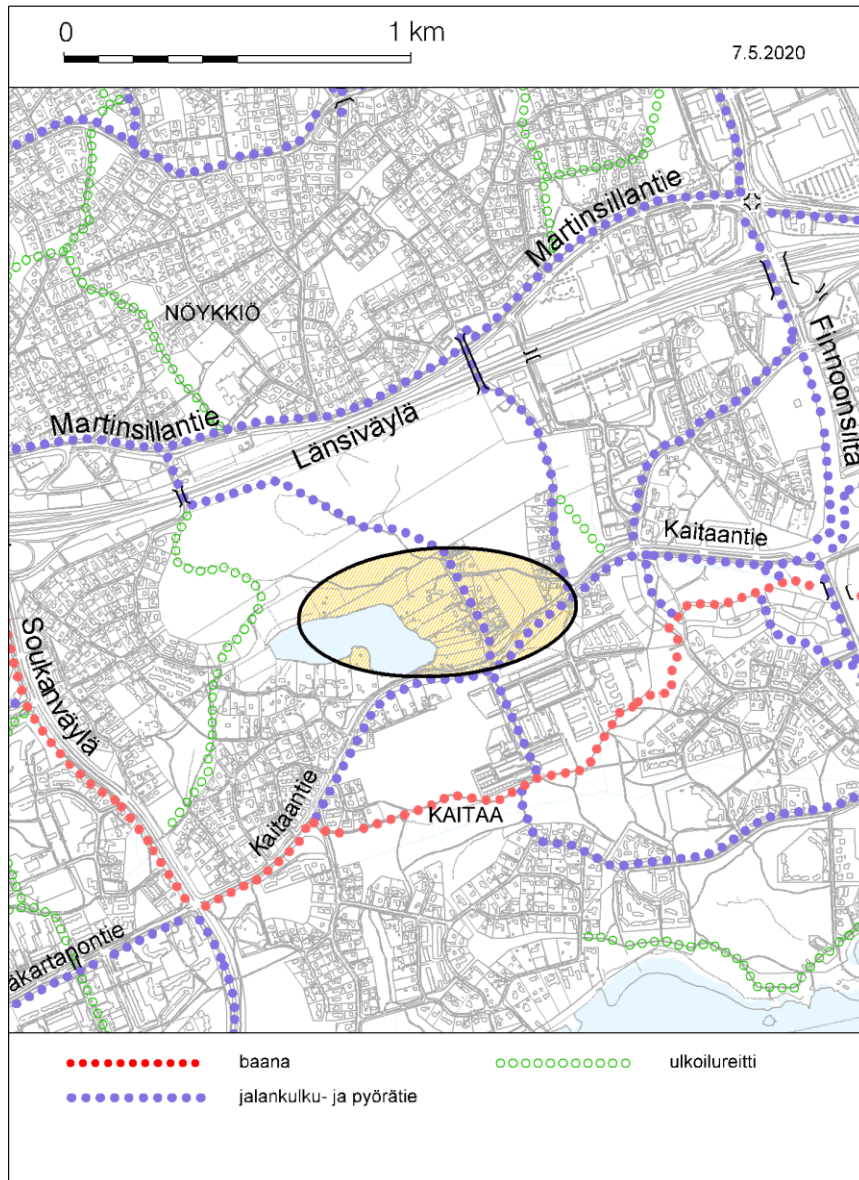 0 1 km
7.5.2020
Martinsillantie
NÖYKKIÖ
Finnoonsilta
Martinsillantie
Länsiväylä
Kaitaantie
Soukanväylä
Kaitaantie
KAITAA
äkartanontie
baana
ulkoilureitti
jalankulku- ja pyörätie